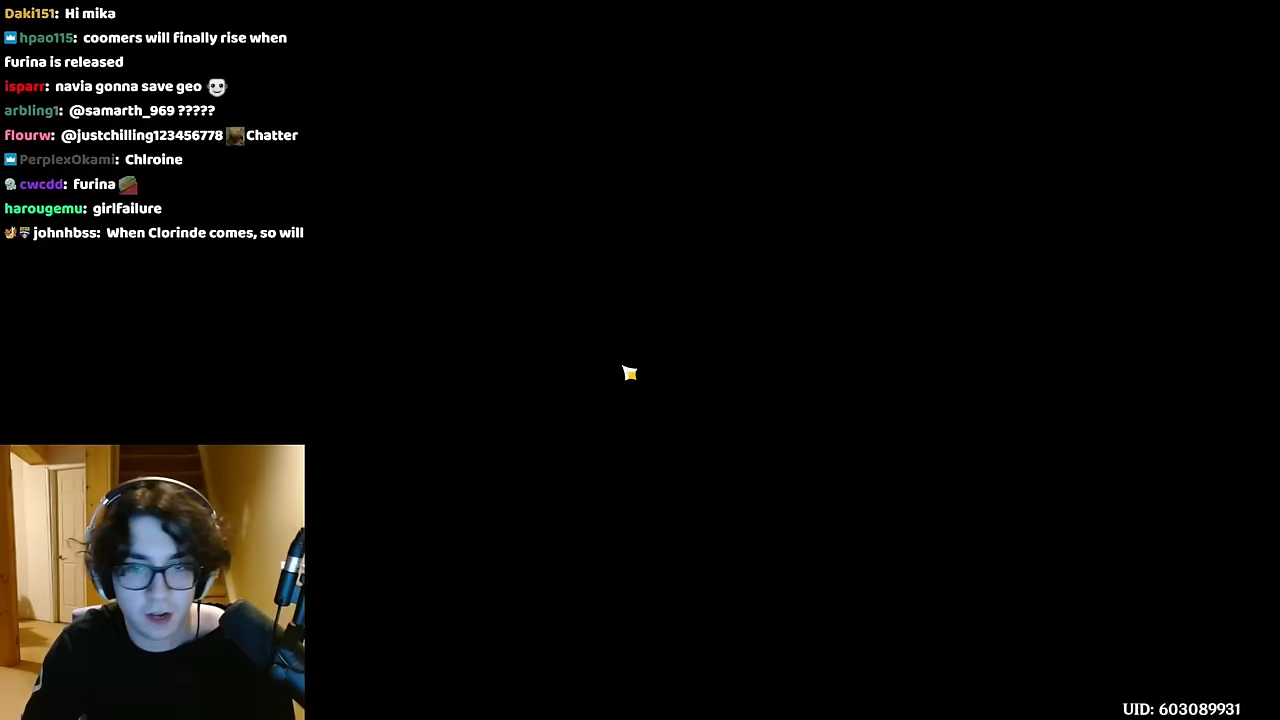 Daki151: Hi mika
hpao115: coomers will finally rise when
furina is released
isparr: navia gonna save geo
arbling1: @samarth_969 ?????
flourw: @justchilling123456778 Chatter
PerplexOkami: Chlroine
cwcdd: furina
harougemu: girlfailure
johnhbss: When Clorinde comes, so will
UID: 603089931